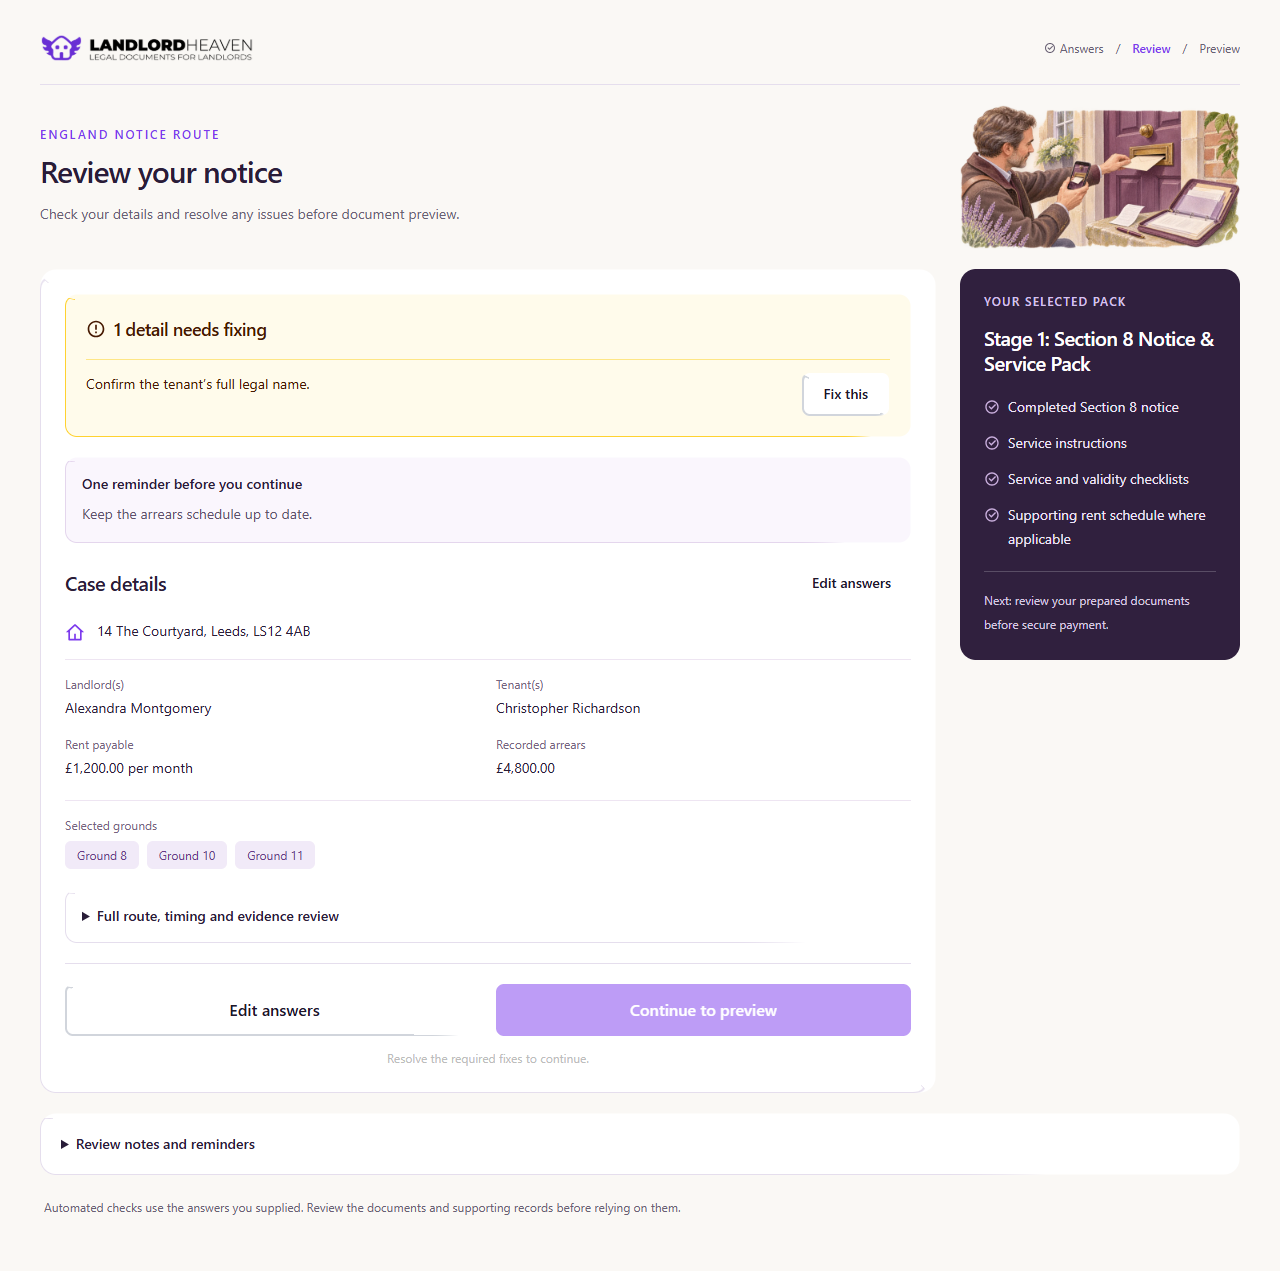 LANDLORDHEAVEN
LEGAL DOCUMENTS FOR LANDLORDS
Answers / Review / Preview
ENGLAND NOTICE ROUTE
Review your notice
Check your details and resolve any issues before document preview.
1 detail needs fixing
Confirm the tenant's full legal name.
Fix this
One reminder before you continue
Keep the arrears schedule up to date.
Case details
Edit answers
14 The Courtyard, Leeds, LS12 4AB
Landlord(s)
Alexandra Montgomery
Tenant(s)
Christopher Richardson
Rent payable
£1,200.00 per month
Recorded arrears
£4,800.00
Selected grounds
Ground 8
Ground 10
Ground 11
Full route, timing and evidence review
Edit answers
Continue to preview
Resolve the required fixes to continue.
YOUR SELECTED PACK
Stage 1: Section 8 Notice &
Service Pack
Completed Section 8 notice
Service instructions
Service and validity checklists
Supporting rent schedule where
applicable
Next: review your prepared documents
before secure payment.
Review notes and reminders
Automated checks use the answers you supplied. Review the documents and supporting records before relying on them.